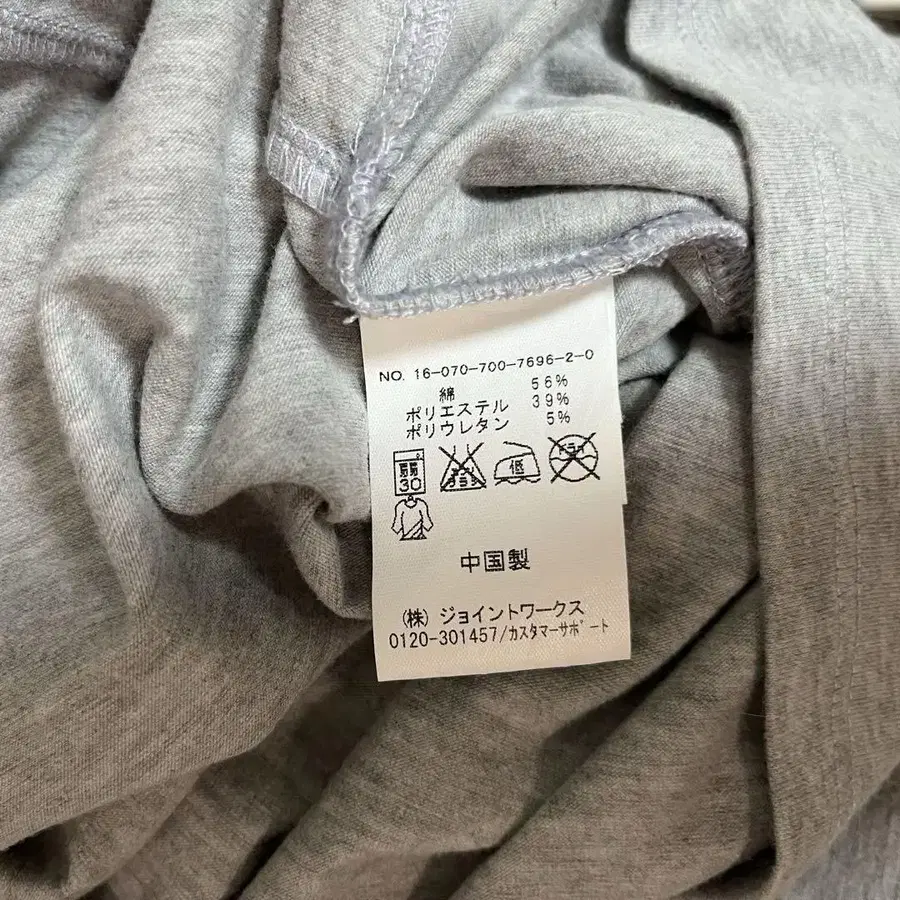 NO. 16-070-700-7696-2-0
綿 56%
ポリエステル 39%
ポリウレタン 5%
弱 30
低
中国製
(株) ジョイントワークス
0120-301457/カスタマーサポート